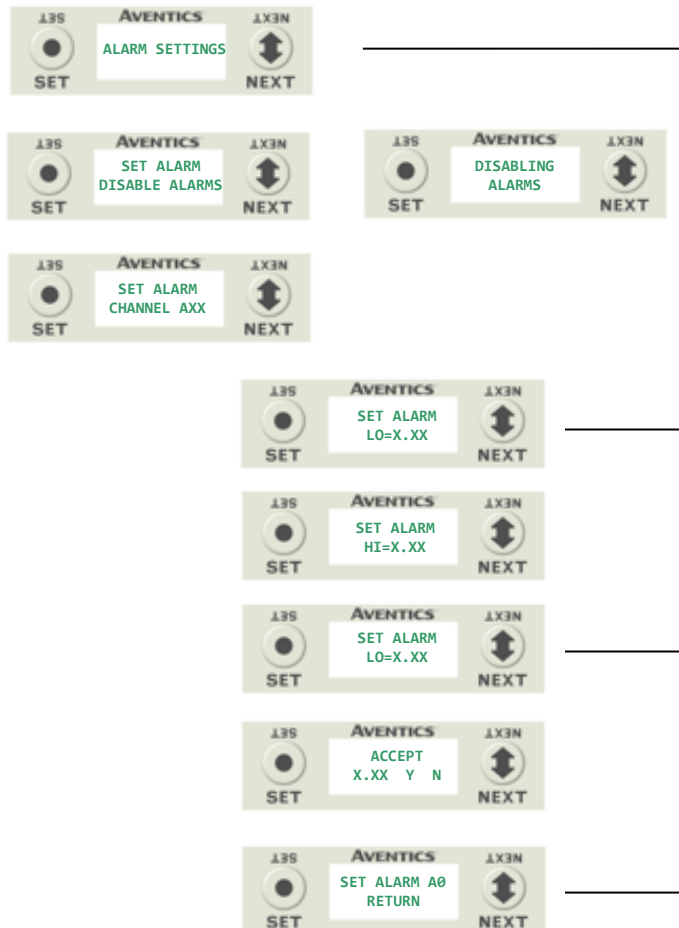 SET AVENTICS NEXT
ALARM SETTINGS
SET NEXT
SET AVENTICS NEXT
SET ALARM
DISABLE ALARMS
SET NEXT
SET AVENTICS NEXT
DISABLING
ALARMS
SET NEXT
SET AVENTICS NEXT
SET ALARM
CHANNEL AXX
SET NEXT
SET AVENTICS NEXT
SET ALARM
LO=X.XX
SET NEXT
SET AVENTICS NEXT
SET ALARM
HI=X.XX
SET NEXT
SET AVENTICS NEXT
SET ALARM
LO=X.XX
SET NEXT
SET AVENTICS NEXT
ACCEPT
X.XX Y N
SET NEXT
SET AVENTICS NEXT
SET ALARM A0
RETURN
SET NEXT